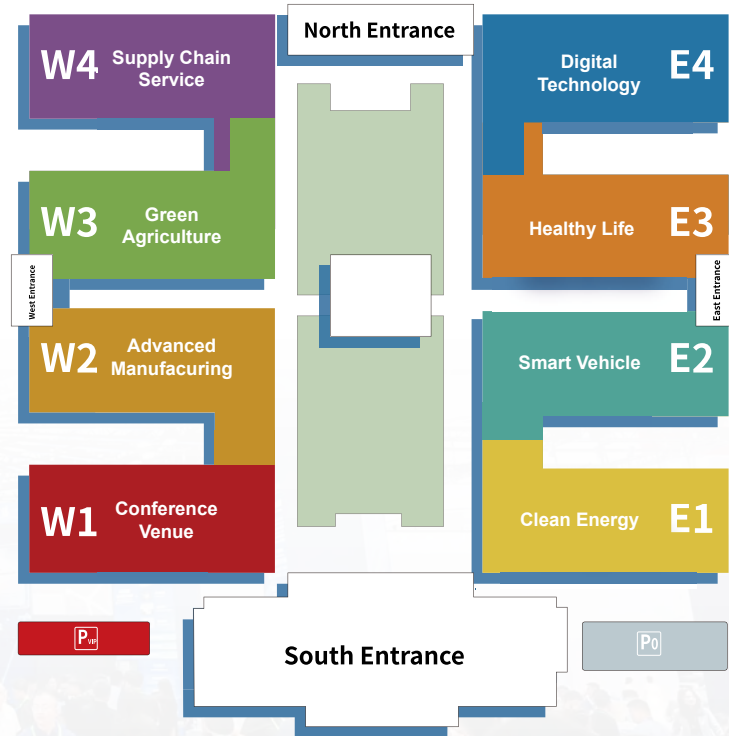 North Entrance
W4
Supply Chain
Service
Digital
Technology
E4
W3
Green
Agriculture
Healthy Life
E3
West Entrance
East Entrance
W2
Advanced
Manufacuring
Smart Vehicle
E2
W1
Conference
Venue
Clean Energy
E1
PVIP
P0
South Entrance